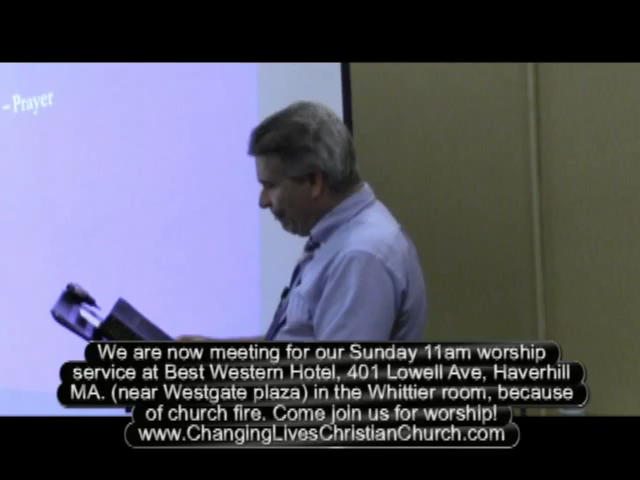 – Prayer
We are now meeting for our Sunday 11am worship
service at Best Western Hotel, 401 Lowell Ave, Haverhill
MA. (near Westgate plaza) in the Whittier room, because
of church fire. Come join us for worship!
www.ChangingLivesChristianChurch.com